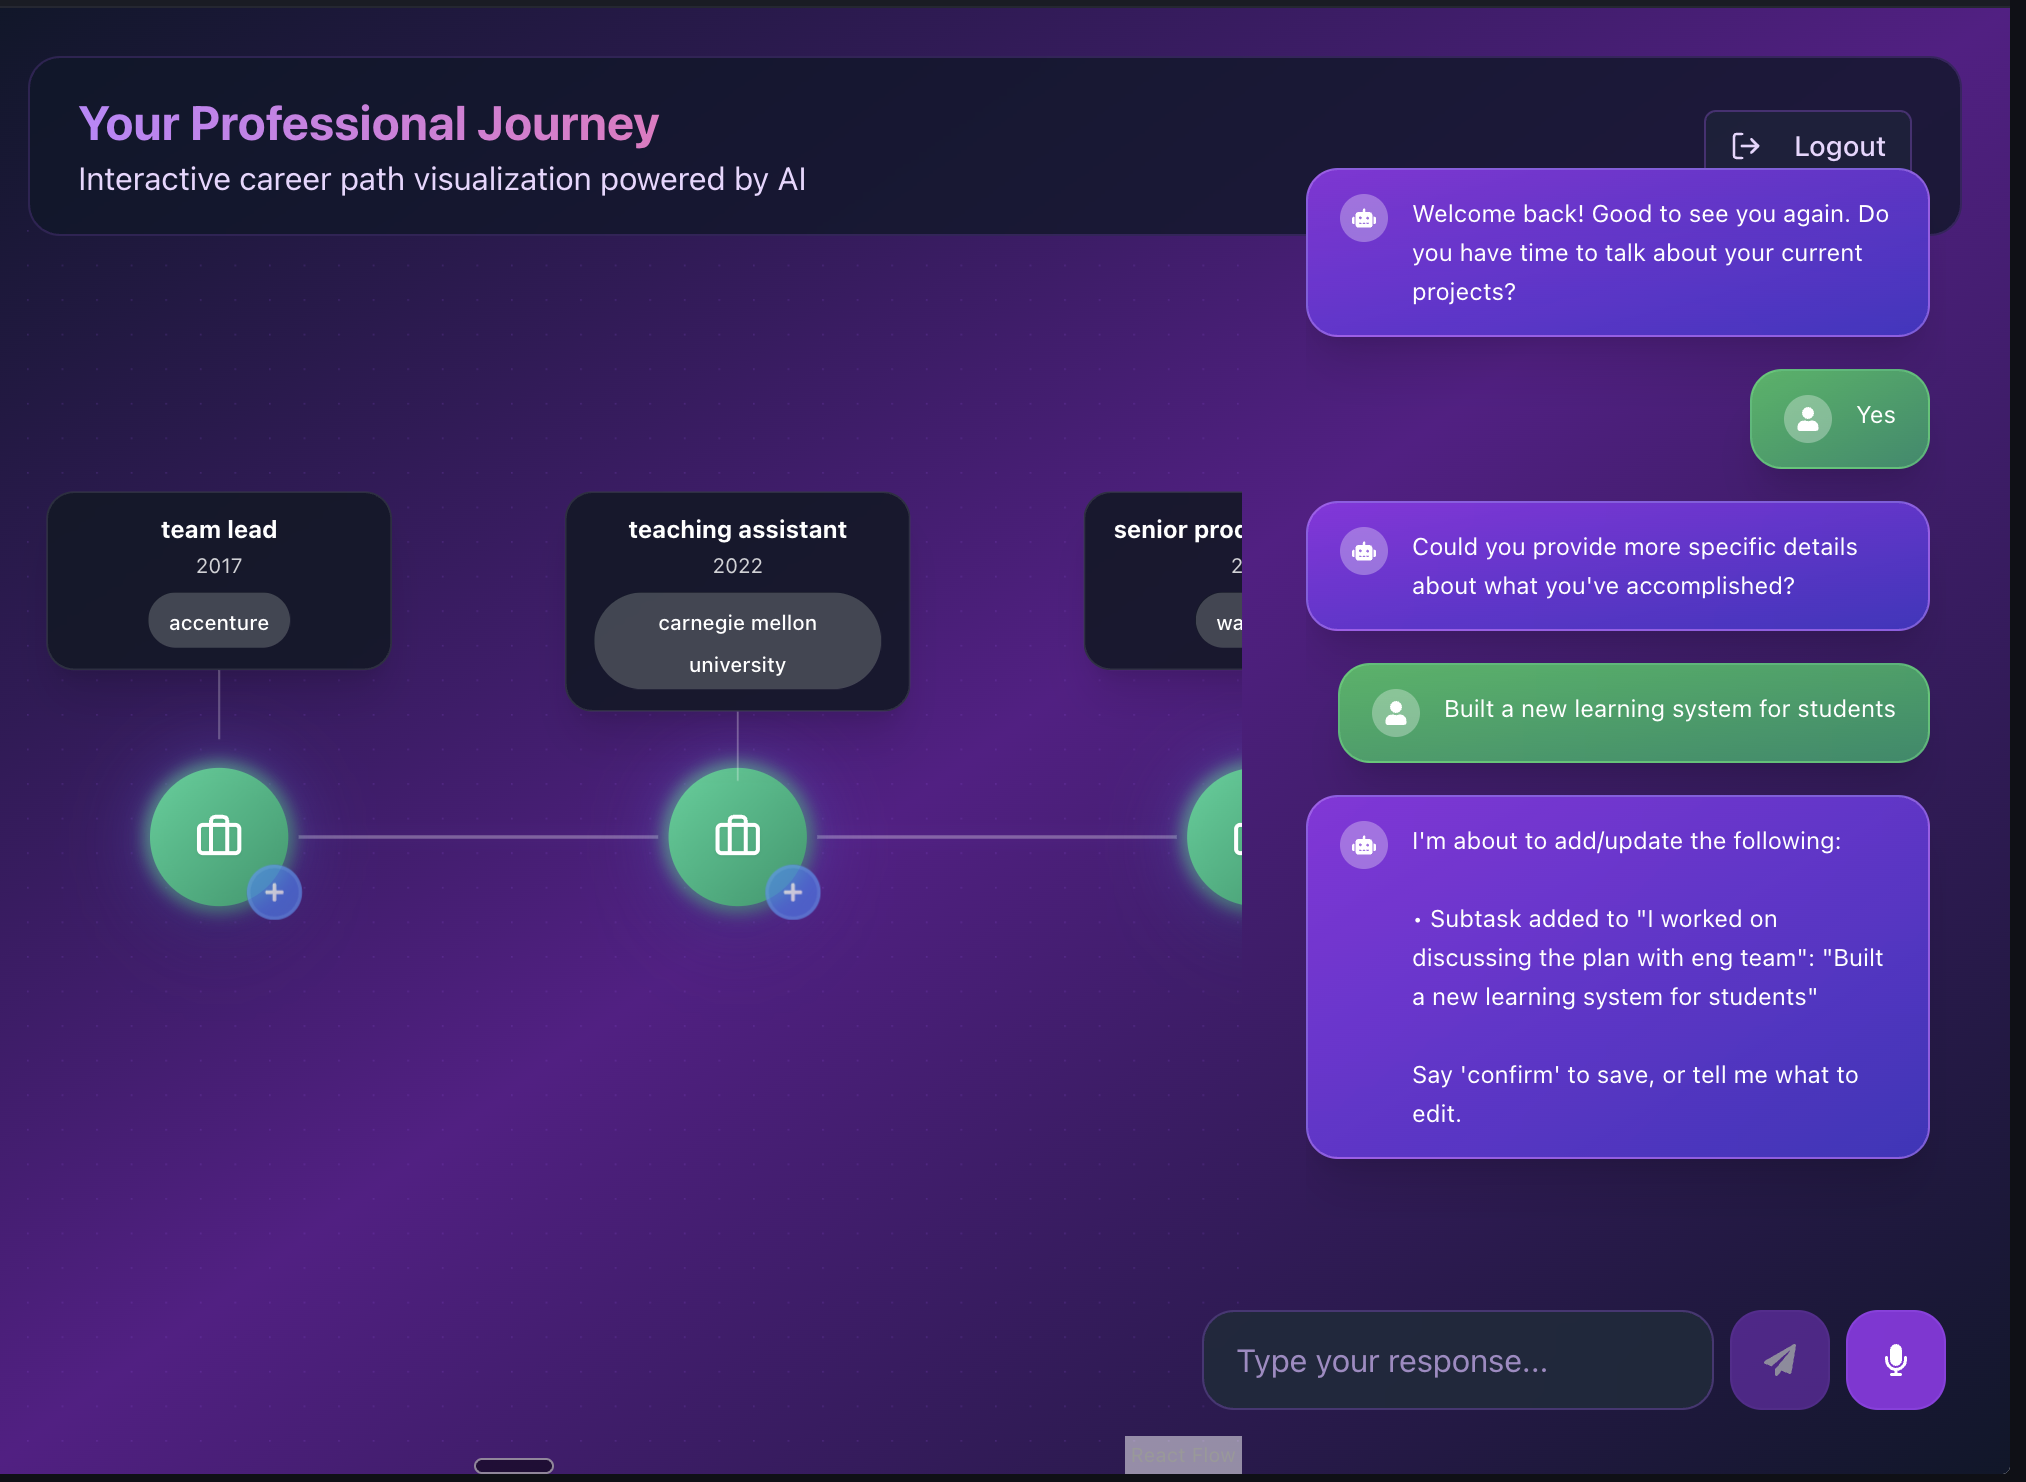 Your Professional Journey
Interactive career path visualization powered by AI
Logout
team lead
2017
accenture
teaching assistant
2022
carnegie mellon
university
senior
Welcome back! Good to see you again. Do
you have time to talk about your current
projects?
Yes
Could you provide more specific details
about what you've accomplished?
Built a new learning system for students
I'm about to add/update the following:
• Subtask added to "I worked on
discussing the plan with eng team": "Built
a new learning system for students"
Say 'confirm' to save, or tell me what to
edit.
Type your response...
React Flow